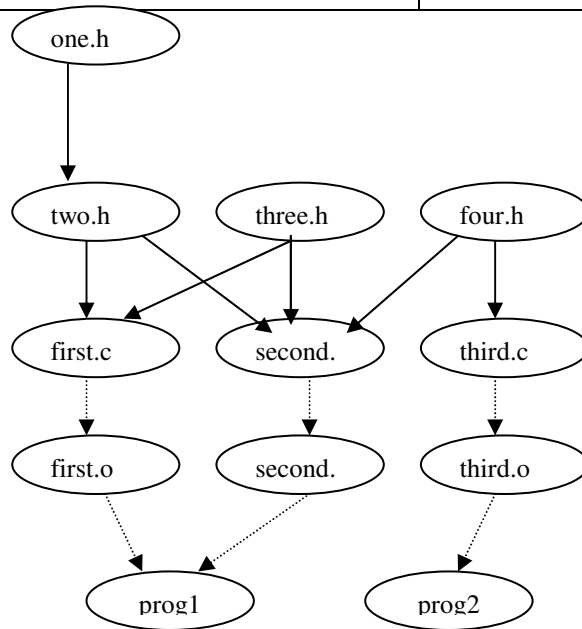 one.h
two.h
three.h
four.h
first.c
second.
third.c
first.o
second.
third.o
prog1
prog2